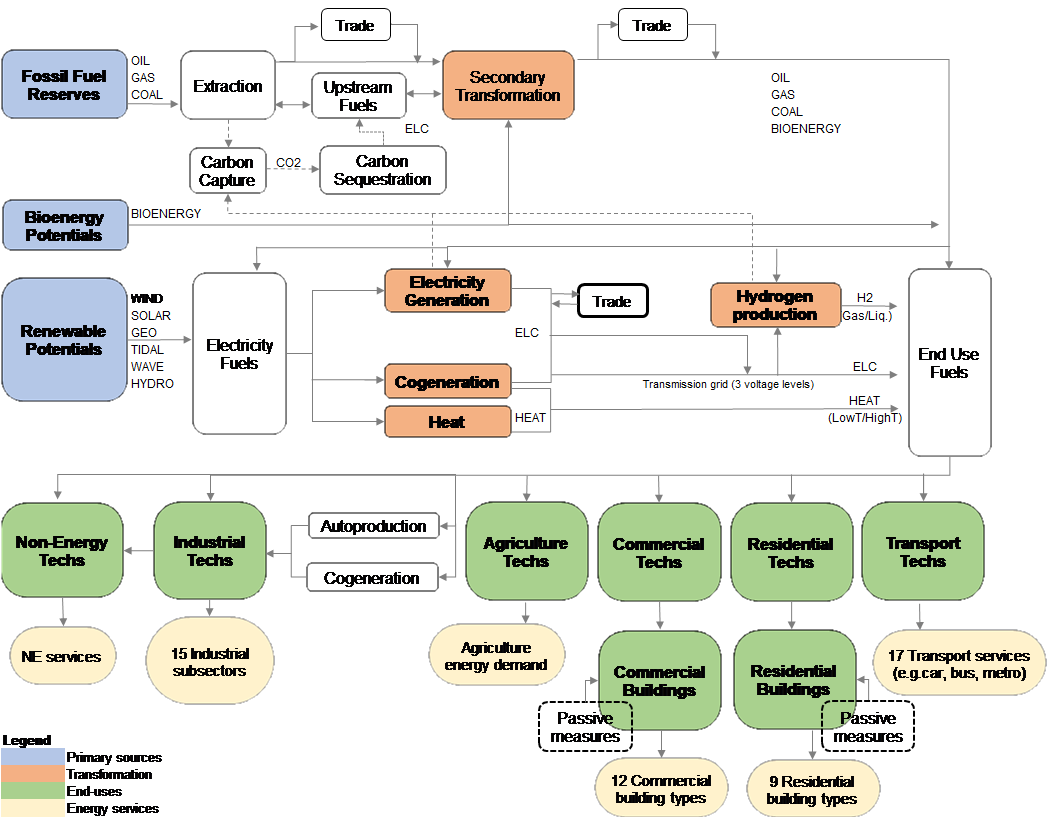 Trade
Trade
Fossil Fuel
Reserves
OIL
GAS
COAL
Extraction
Upstream
Fuels
Secondary
Transformation
OIL
GAS
COAL
BIOENERGY
ELC
Carbon
Capture
CO2
Carbon
Sequestration
Bioenergy
Potentials
BIOENERGY
Renewable
Potentials
WIND
SOLAR
GEO
TIDAL
WAVE
HYDRO
Electricity
Fuels
Electricity
Generation
Trade
Hydrogen
production
H2
Gas/Liq.)
ELC
End Use
Fuels
Cogeneration
Transmission grid (3 voltage levels)
ELC
Heat
HEAT
HEAT
(LowT/HighT)
Non-Energy
Techs
Industrial
Techs
Autoproduction
Cogeneration
Agriculture
Techs
Commercial
Techs
Residential
Techs
Transport
Techs
NE services
15 Industrial
subsectors
Agriculture
energy demand
Commercial
Buildings
Residential
Buildings
17 Transport services
(e.g.car, bus, metro)
Passive
measures
Passive
measures
12 Commercial
building types
9 Residential
building types
Legend
Primary sources
Transformation
End-uses
Energy services